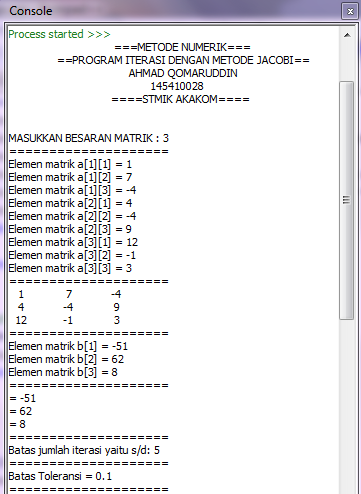 Console
Process started >>>
===METODE NUMERIK===
==PROGRAM ITERASI DENGAN METODE JACOBI==
AHMAD QOMARUDDIN
145410028
====STMIK AKAKOM====
MASUKKAN BESARAN MATRIK : 3
=====================
Elemen matrik a[1][1] = 1
Elemen matrik a[1][2] = 7
Elemen matrik a[1][3] = -4
Elemen matrik a[2][1] = 4
Elemen matrik a[2][2] = -4
Elemen matrik a[2][3] = 9
Elemen matrik a[3][1] = 12
Elemen matrik a[3][2] = -1
Elemen matrik a[3][3] = 3
=====================
1 7 -4
4 -4 9
12 -1 3
=====================
Elemen matrik b[1] = -51
Elemen matrik b[2] = 62
Elemen matrik b[3] = 8
=====================
= -51
= 62
= 8
=====================
Batas jumlah iterasi yaitu s/d: 5
=====================
Batas Toleransi = 0.1
=====================